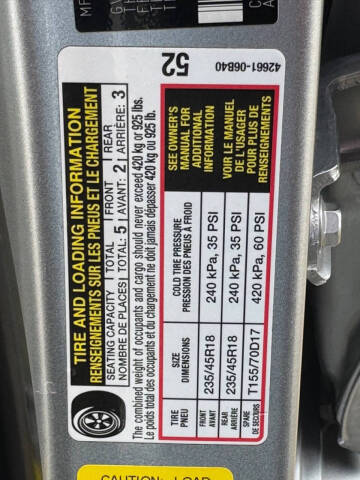 TIRE AND LOADING INFORMATION
RENSEIGNEMENTS SUR LES PNEUS ET LE CHARGEMENT
SEATING CAPACITY TOTAL FRONT REAR
NOMBRE DE PLACES TOTAL 5 AVANT: 2 ARRIÈRE: 3
The combined weight of occupants and cargo should never exceed 420 kg or 925 lbs.
Le poids total des occupants et du chargement ne doit jamais dépasser 420 kg ou 925 lb.
TIRE
PNEU
SIZE
DIMENSIONS
COLD TIRE PRESSURE
PRESSION DES PNEUS À FROID
FRONT
AVANT
235/45R18
240 kPa, 35 PSI
REAR
ARRIÈRE
235/45R18
240 kPa, 35 PSI
SPARE
DE SECOURS
T155/70D17
420 kPa, 60 PSI
SEE OWNER'S
MANUAL FOR
ADDITIONAL
INFORMATION
VOIR LE MANUEL
DE L'USAGER
POUR PLUS DE
RENSEIGNEMENTS
52
42661-06B40
CAUTION: LOAD